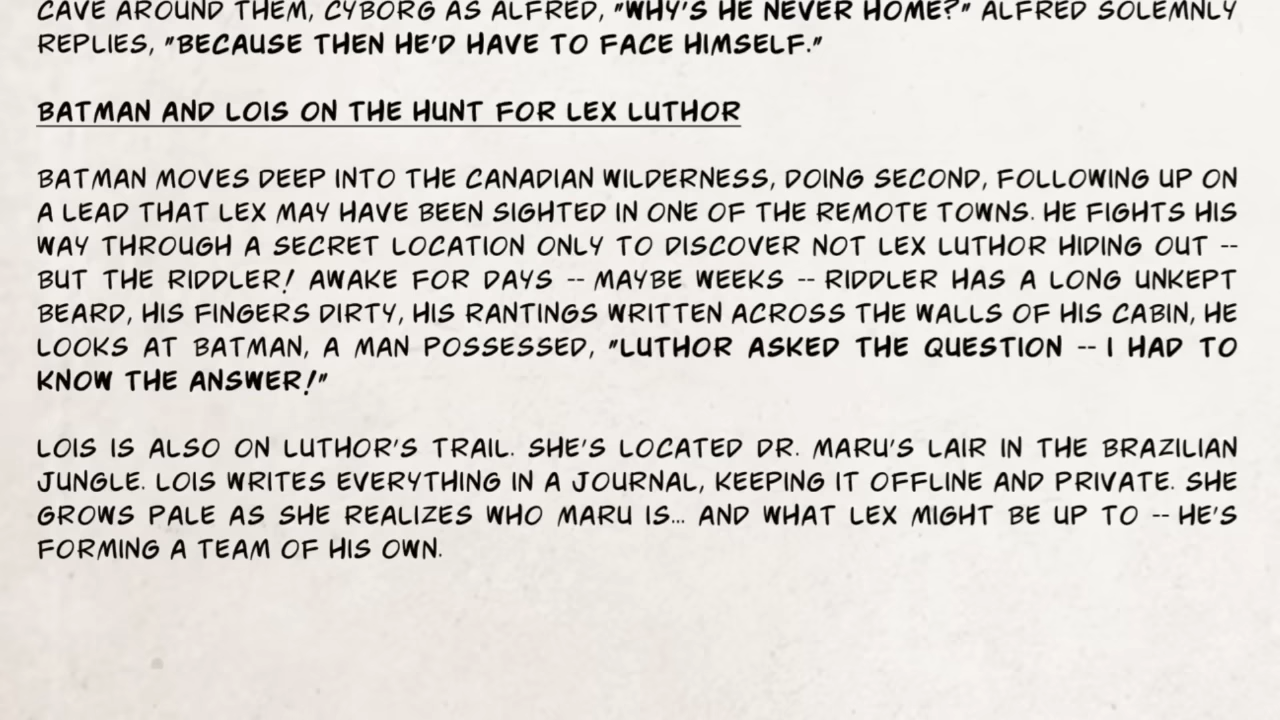 CAVE AROUND THEM, CYBORG AS ALFRED, "WHY'S HE NEVER HOME?" ALFRED SOLEMNLY
REPLIES, "BECAUSE THEN HE'D HAVE TO FACE HIMSELF."
BATMAN AND LOIS ON THE HUNT FOR LEX LUTHOR
BATMAN MOVES DEEP INTO THE CANADIAN WILDERNESS, DOING SECOND, FOLLOWING UP ON
A LEAD THAT LEX MAY HAVE BEEN SIGHTED IN ONE OF THE REMOTE TOWNS. HE FIGHTS HIS
WAY THROUGH A SECRET LOCATION ONLY TO DISCOVER NOT LEX LUTHOR HIDING OUT --
BUT THE RIDDLER! AWAKE FOR DAYS -- MAYBE WEEKS -- RIDDLER HAS A LONG UNKEPT
BEARD, HIS FINGERS DIRTY, HIS RANTINGS WRITTEN ACROSS THE WALLS OF HIS CABIN, HE
LOOKS AT BATMAN, A MAN POSSESSED, "LUTHOR ASKED THE QUESTION -- I HAD TO
KNOW THE ANSWER!"
LOIS IS ALSO ON LUTHOR'S TRAIL. SHE'S LOCATED DR. MARU'S LAIR IN THE BRAZILIAN
JUNGLE. LOIS WRITES EVERYTHING IN A JOURNAL, KEEPING IT OFFLINE AND PRIVATE. SHE
GROWS PALE AS SHE REALIZES WHO MARU IS... AND WHAT LEX MIGHT BE UP TO -- HE'S
FORMING A TEAM OF HIS OWN.